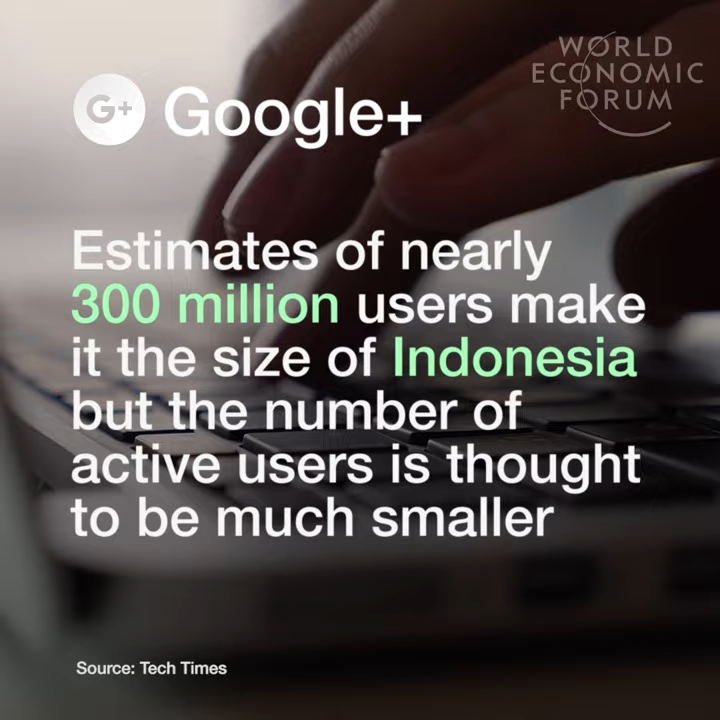 WORLD
ECONOMIC
FORUM
G+ Google+
Estimates of nearly
300 million users make
it the size of Indonesia
but the number of
active users is thought
to be much smaller
Source: Tech Times